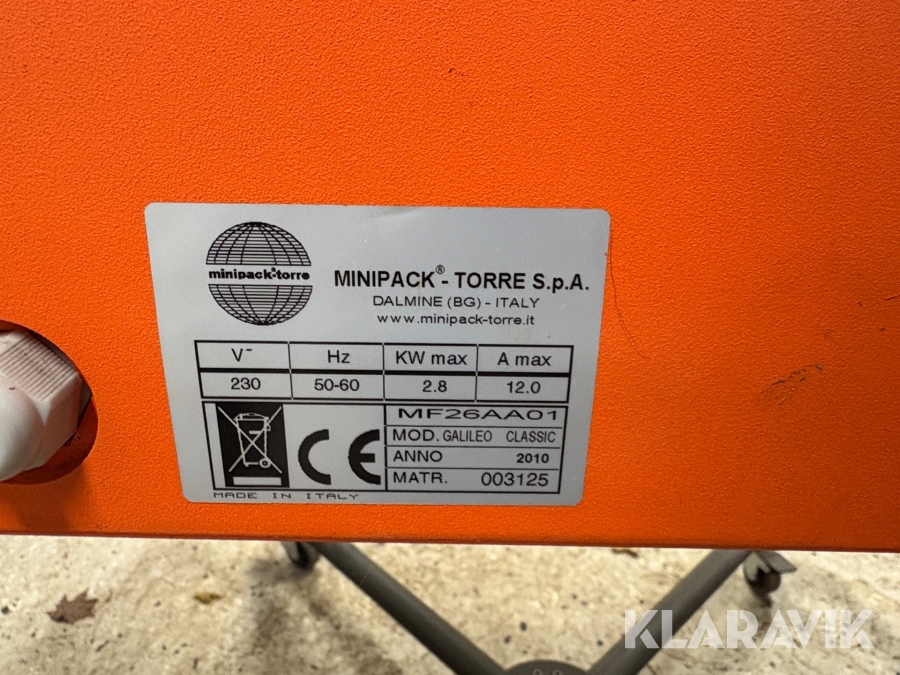 minipack®-torre
MINIPACK® - TORRE S.p.A.
DALMINE (BG) - ITALY
www.minipack-torre.it
V~ Hz KW max A max
230 50-60 2.8 12.0
CE
MF26AA01
MOD. GALILEO CLASSIC
ANNO 2010
MATR. 003125
MADE IN ITALY
KLARAVIK